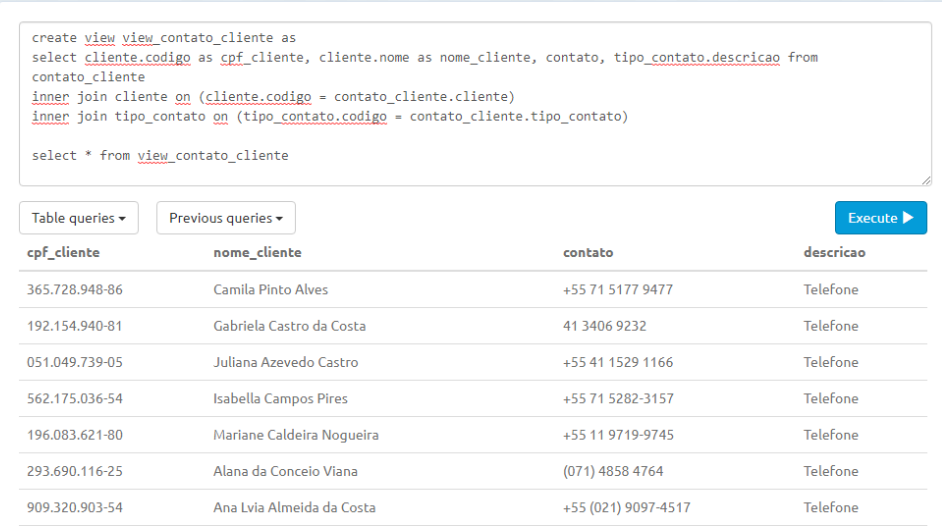 create view view_contato_cliente as
select cliente.codigo as cpf_cliente, cliente.nome as nome_cliente, contato, tipo_contato.descricao from
contato_cliente
inner join cliente on (cliente.codigo = contato_cliente.cliente)
inner join tipo_contato on (tipo_contato.codigo = contato_cliente.tipo_contato)
select * from view_contato_cliente
Table queries Previous queries Execute
cpf_cliente nome_cliente contato descricao
365.728.948-86 Camila Pinto Alves +55 71 5177 9477 Telefone
192.154.940-81 Gabriela Castro da Costa 41 3406 9232 Telefone
051.049.739-05 Juliana Azevedo Castro +55 41 1529 1166 Telefone
562.175.036-54 Isabella Campos Pires +55 71 5282-3157 Telefone
196.083.621-80 Mariane Caldeira Nogueira +55 11 9719-9745 Telefone
293.690.116-25 Alana da Conceio Viana (071) 4858 4764 Telefone
909.320.903-54 Ana Lvia Almeida da Costa +55 (021) 9097-4517 Telefone